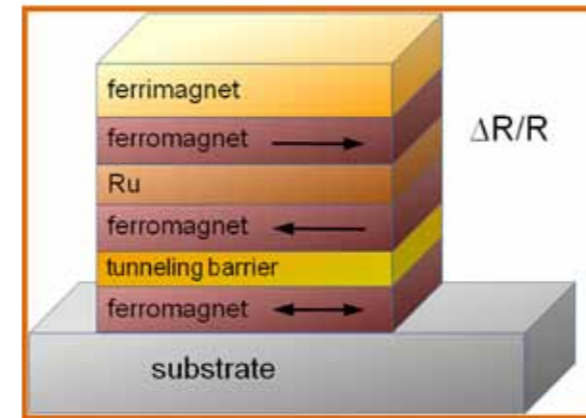 ferrimagnet
ferromagnet
ΔR/R
Ru
ferromagnet
tunneling barrier
ferromagnet
substrate